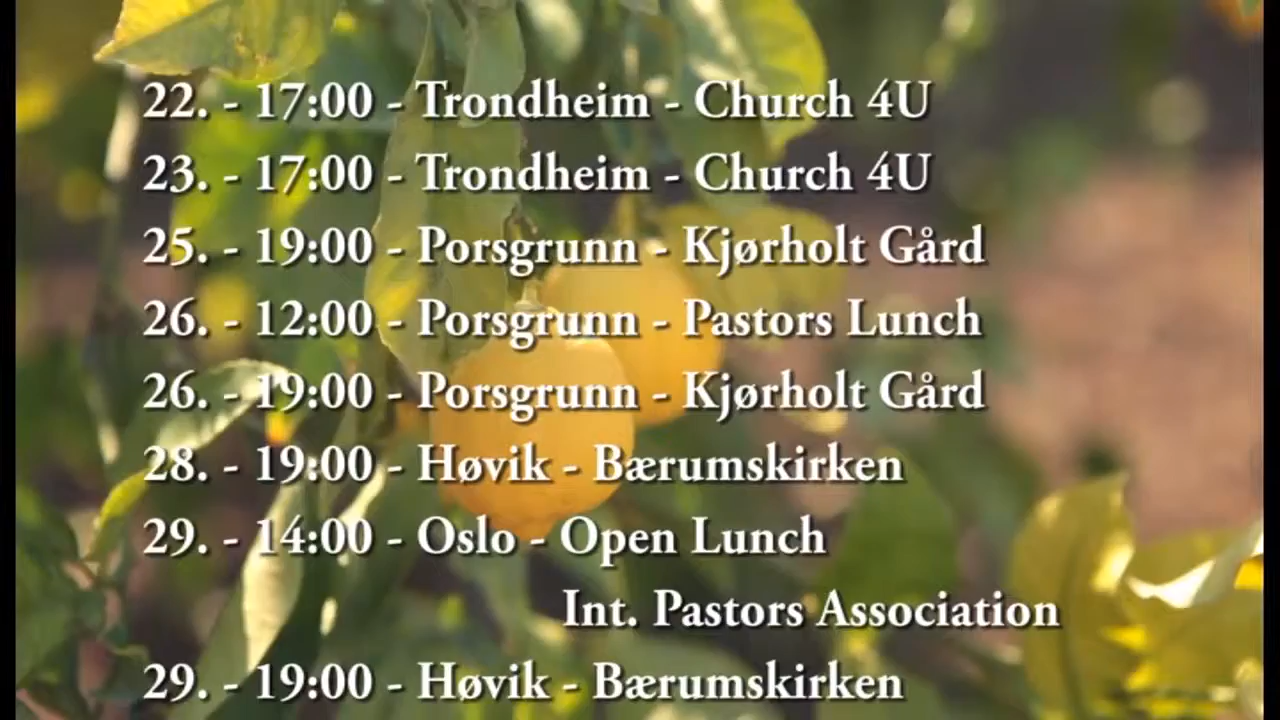 22. - 17:00 - Trondheim - Church 4U
23. - 17:00 - Trondheim - Church 4U
25. - 19:00 - Porsgrunn - Kjørholt Gård
26. - 12:00 - Porsgrunn - Pastors Lunch
26. - 19:00 - Porsgrunn - Kjørholt Gård
28. - 19:00 - Høvik - Bærumskirken
29. - 14:00 - Oslo - Open Lunch
Int. Pastors Association
29. - 19:00 - Høvik - Bærumskirken